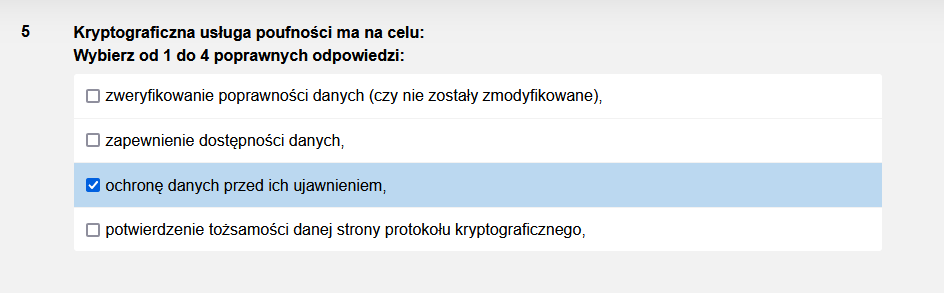 5 Kryptograficzna usługa poufności ma na celu:
Wybierz od 1 do 4 poprawnych odpowiedzi:
zweryfikowanie poprawności danych (czy nie zostały zmodyfikowane),
zapewnienie dostępności danych,
ochronę danych przed ich ujawnieniem,
potwierdzenie tożsamości danej strony protokołu kryptograficznego,